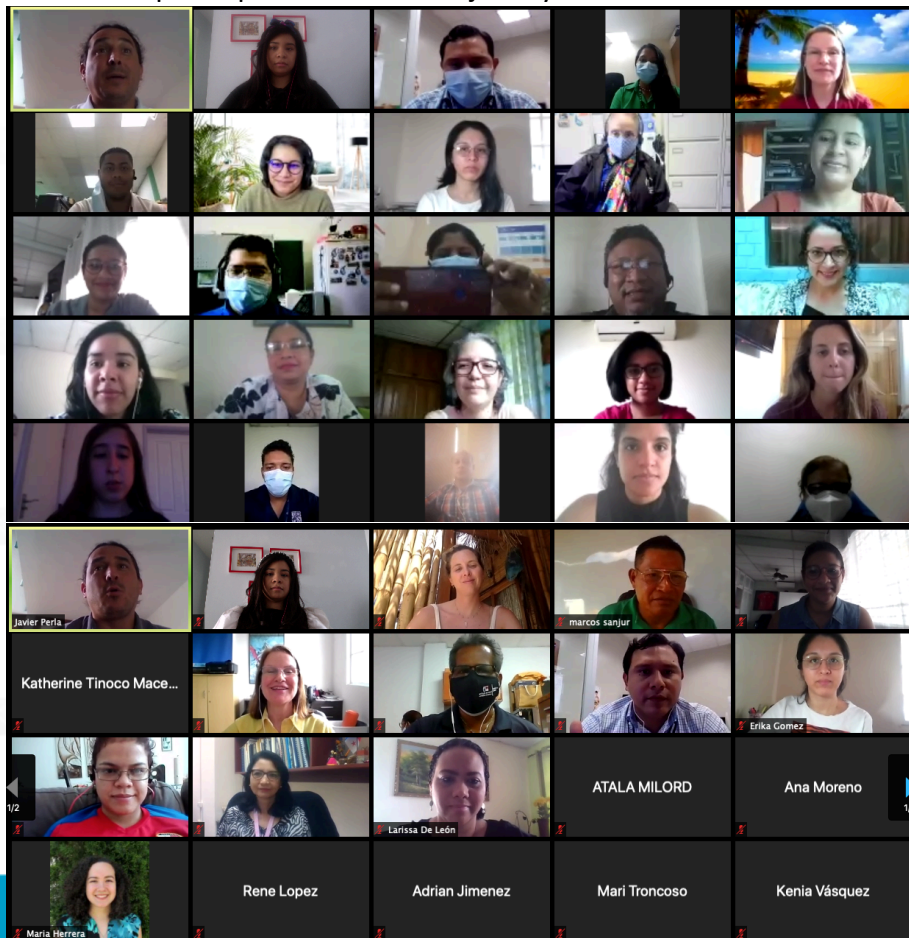 Javier Perla
marcos sanjur
Katherine Tinoco Mace...
Erika Gomez
1/2
Larissa De León
ATALA MILORD
Ana Moreno
Maria Herrera
Rene Lopez
Adrian Jimenez
Mari Troncoso
Kenia Vásquez